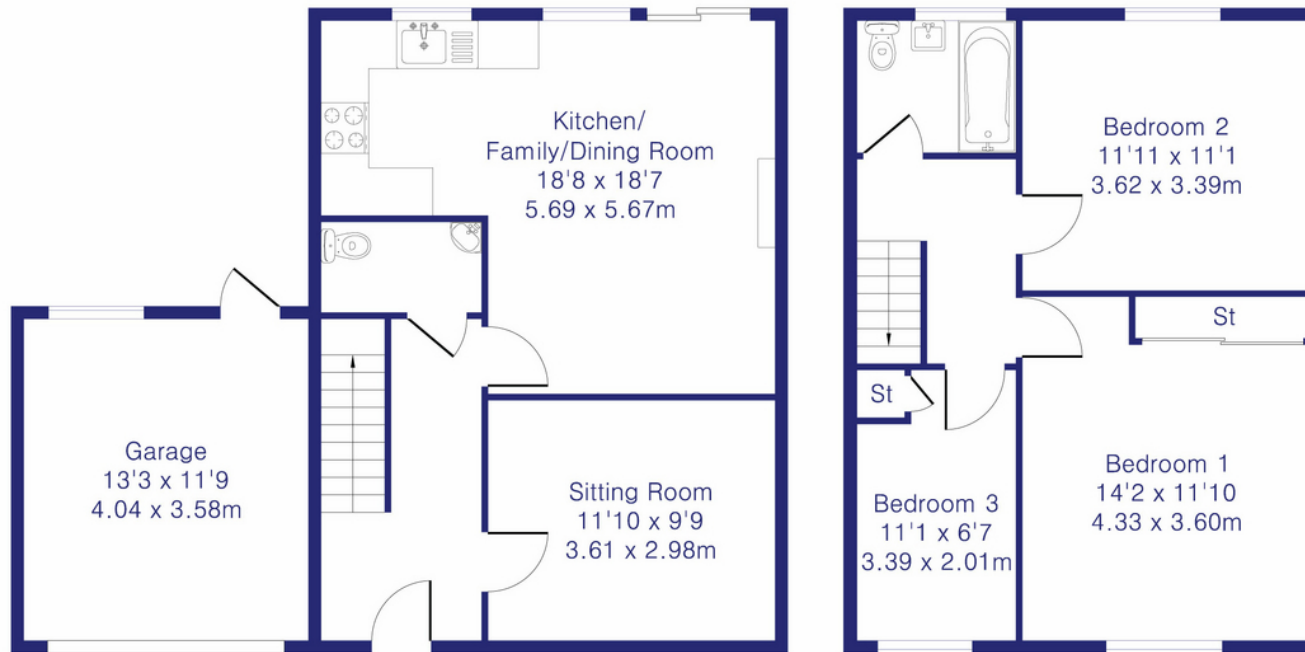 Kitchen/
Family/Dining Room
18'8 x 18'7
5.69 x 5.67m
Garage
13'3 x 11'9
4.04 x 3.58m
Sitting Room
11'10 x 9'9
3.61 x 2.98m
Bedroom 2
11'11 x 11'1
3.62 x 3.39m
St
St
Bedroom 1
14'2 x 11'10
4.33 x 3.60m
Bedroom 3
11'1 x 6'7
3.39 x 2.01m